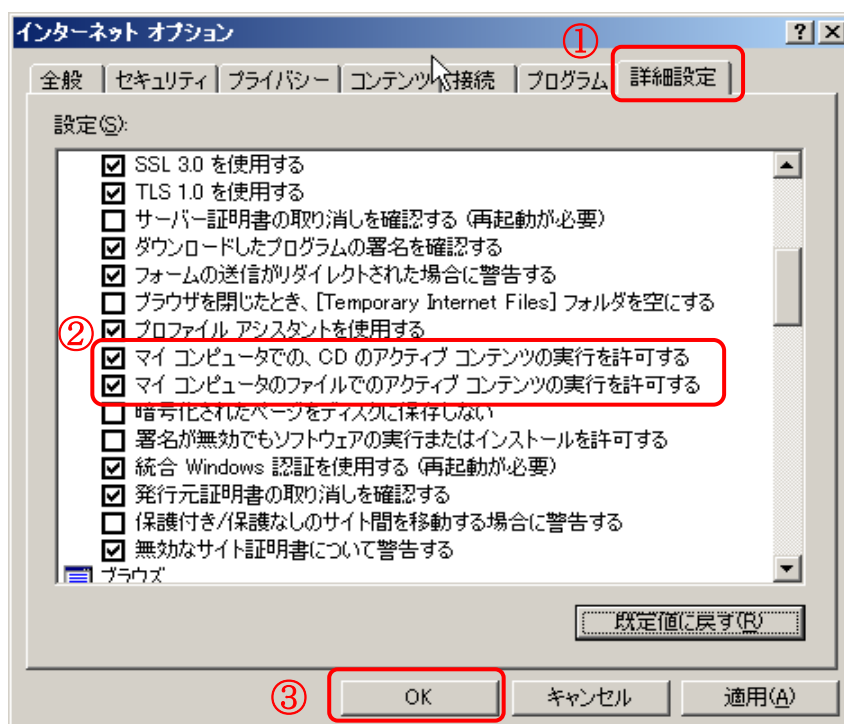 インターネット オプション
①
全般 セキュリティ プライバシー コンテンツ 接続 プログラム 詳細設定
設定(S):
SSL 3.0 を使用する
TLS 1.0 を使用する
サーバー証明書の取り消しを確認する (再起動が必要)
ダウンロードしたプログラムの署名を確認する
フォームの送信がリダイレクトされた場合に警告する
ブラウザを閉じたとき、[Temporary Internet Files] フォルダを空にする
② プロファイル アシスタントを使用する
マイ コンピュータでの、CD のアクティブ コンテンツの実行を許可する
マイ コンピュータのファイルでのアクティブ コンテンツの実行を許可する
暗号化されたページをディスクに保存しない
署名が無効でもソフトウェアの実行またはインストールを許可する
統合 Windows 認証を使用する (再起動が必要)
発行元証明書の取り消しを確認する
保護付き/保護なしのサイト間を移動する場合に警告する
無効なサイト証明書について警告する
ブラウズ
既定値に戻す(R)
③ OK キャンセル 適用(A)